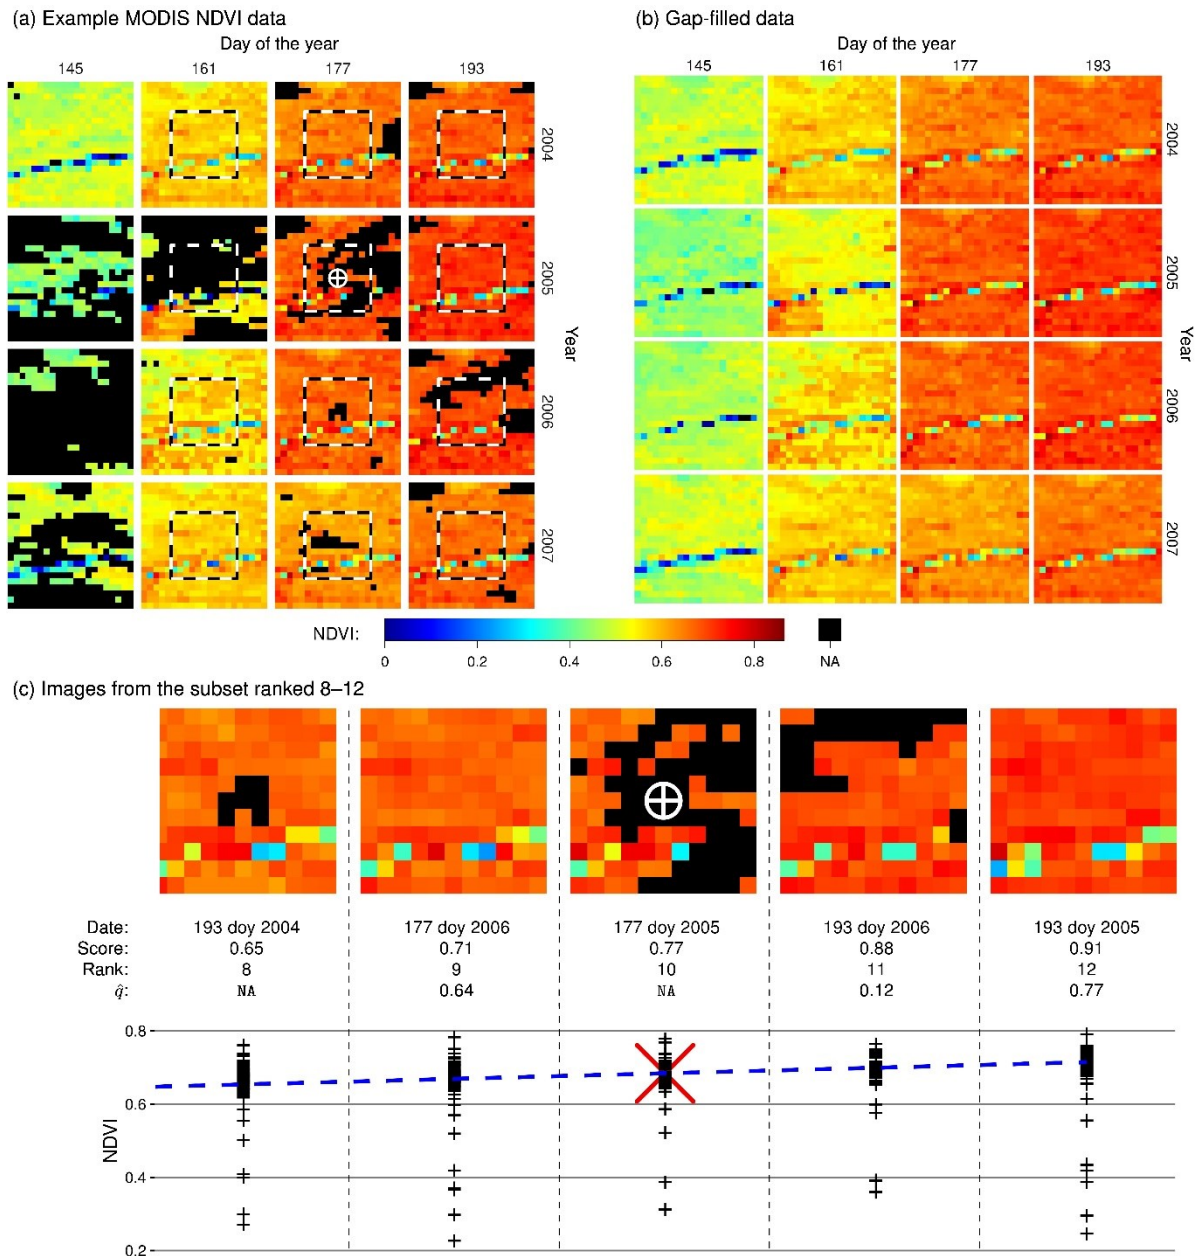 (a) Example MODIS NDVI data
Day of the year
145 161 177 193
2004
2005
2006
2007
Year
(b) Gap-filled data
Day of the year
145 161 177 193
2004
2005
2006
2007
Year
NDVI:
0 0.2 0.4 0.6 0.8 NA
(c) Images from the subset ranked 8–12
Date: 193 doy 2004 177 doy 2006 177 doy 2005 193 doy 2006 193 doy 2005
Score: 0.65 0.71 0.77 0.88 0.91
Rank: 8 9 10 11 12
q̂: NA 0.64 NA 0.12 0.77
NDVI
0.8
0.6
0.4
0.2